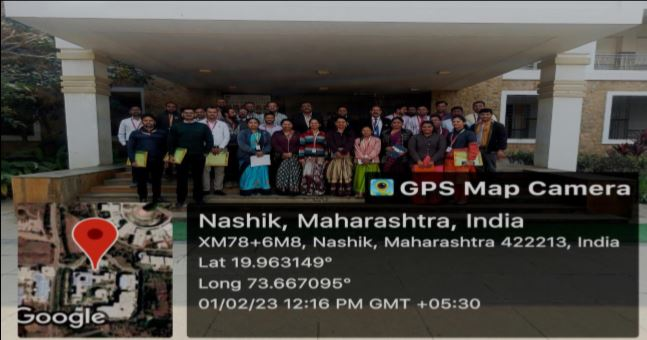 GPS Map Camera
Nashik, Maharashtra, India
XM78+6M8, Nashik, Maharashtra 422213, India
Lat 19.963149°
Long 73.667095°
01/02/23 12:16 PM GMT +05:30
Google